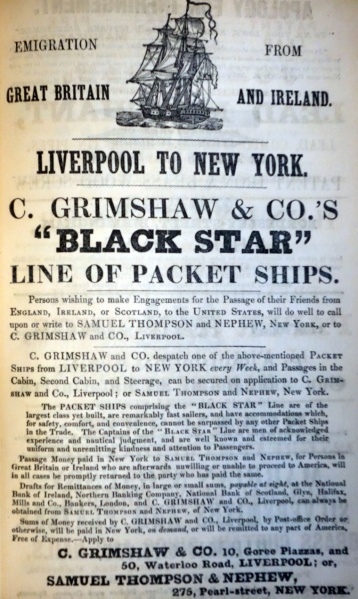 EMIGRATION FROM
GREAT BRITAIN AND IRELAND.
LIVERPOOL TO NEW YORK.
C. GRIMSHAW & CO.'S
"BLACK STAR"
LINE OF PACKET SHIPS.
Persons wishing to make Engagements for the Passage of their Friends from
ENGLAND, IRELAND, or SCOTLAND, to the UNITED STATES, will do well to call
upon or write to SAMUEL THOMPSON and NEPHEW, NEW YORK, or to
C. GRIMSHAW and CO., LIVERPOOL.
C. GRIMSHAW and CO. despatch one of the above-mentioned PACKET
SHIPS from LIVERPOOL to NEW YORK every Week, and Passages in the
Cabin, Second Cabin, and Steerage, can be secured on application to C. GRIM-
SHAW and Co., Liverpool; or SAMUEL THOMPSON and NEPHEW, New York.
The PACKET SHIPS comprising the "BLACK STAR" Line are of the
largest class yet built, are remarkably fast sailers, and have accommodations which,
for safety, comfort, and convenience, cannot be surpassed by any other Packet Ships
in the Trade. The Captains of the "BLACK STAR" Line are men of acknowledged
experience and nautical judgment, and are well known and esteemed for their
uniform and unremitting kindness and attention to Passengers.
Passage Money paid in New York to SAMUEL THOMPSON and NEPHEW, for Persons in
Great Britain or Ireland who are afterwards unwilling or unable to proceed to America, will
in all cases be promptly returned to the party who has paid the same.
Drafts for Remittances of Money, in large or small sums, payable at sight, at the National
Bank of Ireland, Northern Banking Company, National Bank of Scotland, Glyn, Halifax,
Mills and Co., Bankers, London, and C. GRIMSHAW and CO., Liverpool, can always be
obtained from SAMUEL THOMPSON and NEPHEW, of New York.
Sums of Money received by C. GRIMSHAW and CO., Liverpool, by Post-office Order or
otherwise, will be paid in New York, on demand, or will be remitted to any part of America,
Free of Expense.—Apply to
C. GRIMSHAW & CO. 10, Goree Piazzas, and
50, Waterloo Road, LIVERPOOL; or,
SAMUEL THOMPSON & NEPHEW,
275, Pearl-street, NEW YORK.